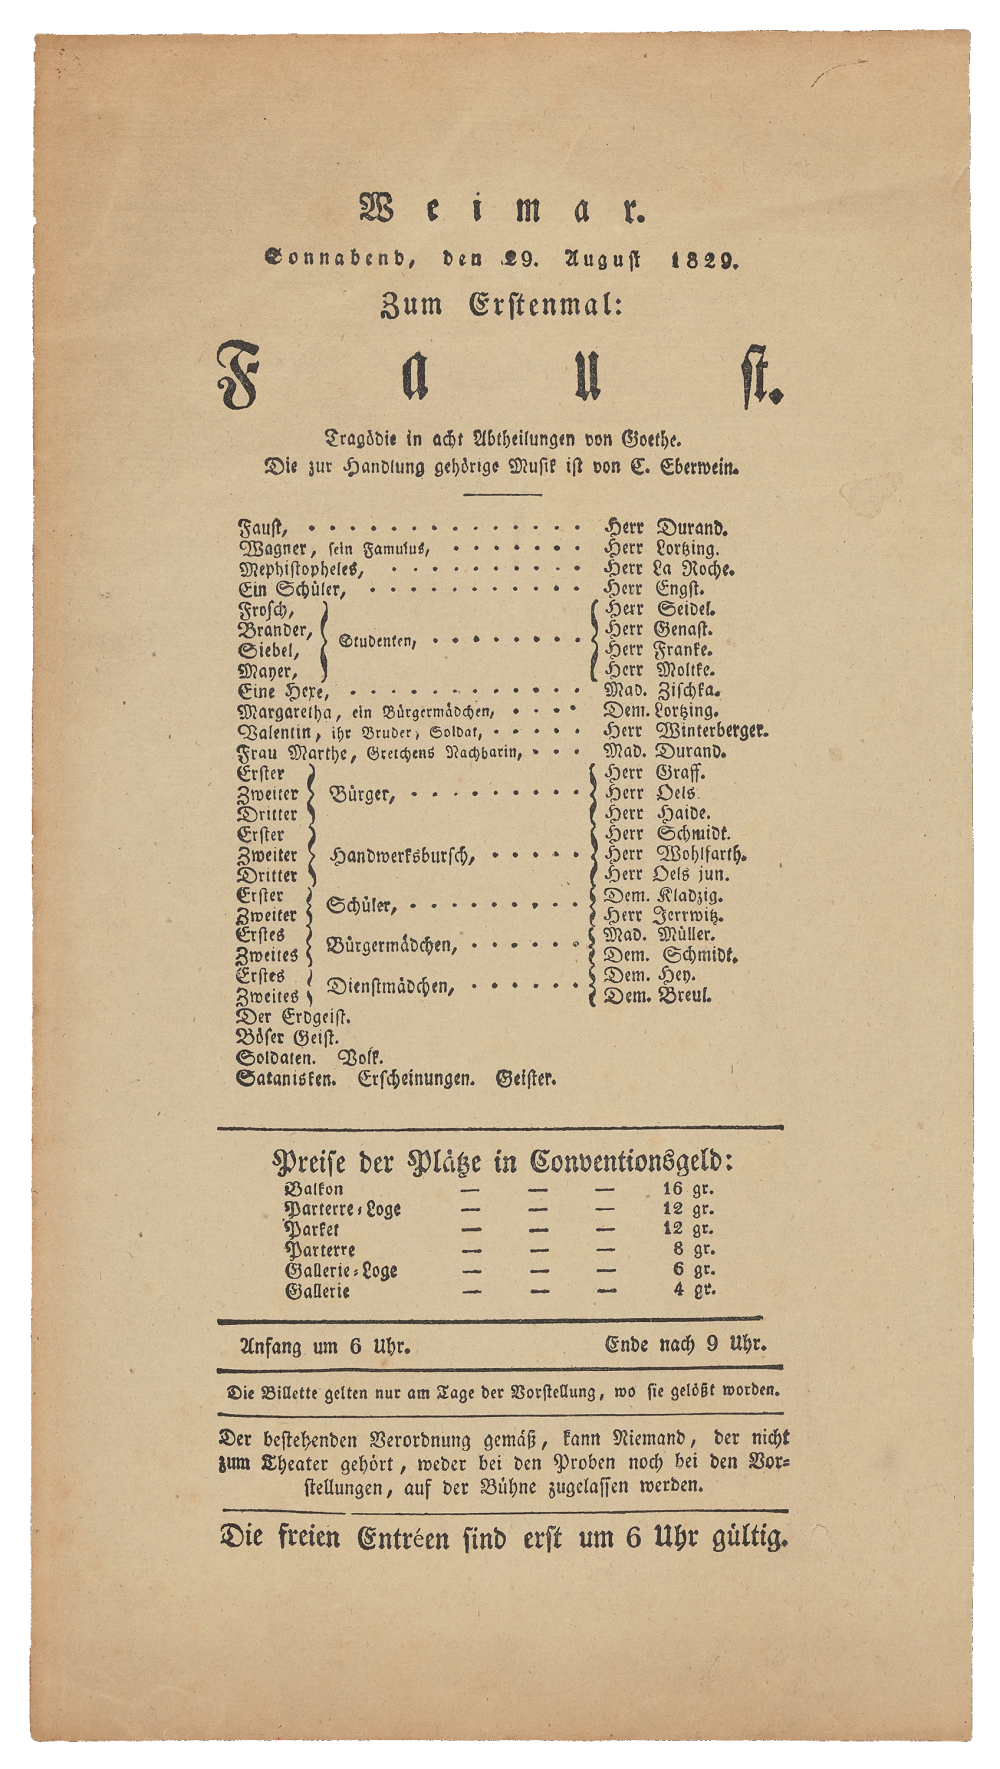 Weimar.
Sonnabend, den 29. August 1829.
Zum Erstenmal:
Faust.
Tragödie in acht Abtheilungen von Goethe.
Die zur Handlung gehörige Musik ist von C. Eberwein.
Faust, . . . . . . . . . . . . . . Herr Durand.
Wagner, sein Famulus, . . . . . . . Herr Lortzing.
Mephistopheles, . . . . . . . . . . Herr La Roche.
Ein Schüler, . . . . . . . . . . . Herr Engst.
Frosch, Herr Seidel.
Brander, Herr Genast.
Studenten, . . . . . . . .
Siebel, Herr Franke.
Mayer, Herr Moltke.
Eine Hexe, . . . . . . . . . . . . Mad. Zischka.
Margaretha, ein Bürgermädchen, . . . . Dem. Lortzing.
Valentin, ihr Bruder, Soldat, . . . . . Herr Winterberger.
Frau Marthe, Gretchens Nachbarin, . . . Mad. Durand.
Erster Herr Graff.
Zweiter Bürger, . . . . . . . . . Herr Oels
Dritter Herr Haide.
Erster Herr Schmidt.
Zweiter Handwerksbursch, . . . . . Herr Wohlfarth.
Dritter Herr Oels jun.
Erster Dem. Kladzig.
Schüler, . . . . . . . . .
Zweiter Herr Jerrwitz.
Erstes Mad. Müller.
Bürgermädchen, . . . . . .
Zweites Dem. Schmidt.
Erstes Dem. Hey.
Dienstmädchen, . . . . . .
Zweites Dem. Breul.
Der Erdgeist.
Böser Geist.
Soldaten. Volk.
Satanisken. Erscheinungen. Geister.
Preise der Plätze in Conventionsgeld:
Balkon — — — 16 gr.
Parterre-Loge — — — 12 gr.
Parket — — — 12 gr.
Parterre — — — 8 gr.
Gallerie-Loge — — — 6 gr.
Gallerie — — — 4 gr.
Anfang um 6 Uhr. Ende nach 9 Uhr.
Die Billette gelten nur am Tage der Vorstellung, wo sie gelößt worden.
Der bestehenden Verordnung gemäß, kann Niemand, der nicht
zum Theater gehört, weder bei den Proben noch bei den Vor-
stellungen, auf der Bühne zugelassen werden.
Die freien Entréen sind erst um 6 Uhr gültig.